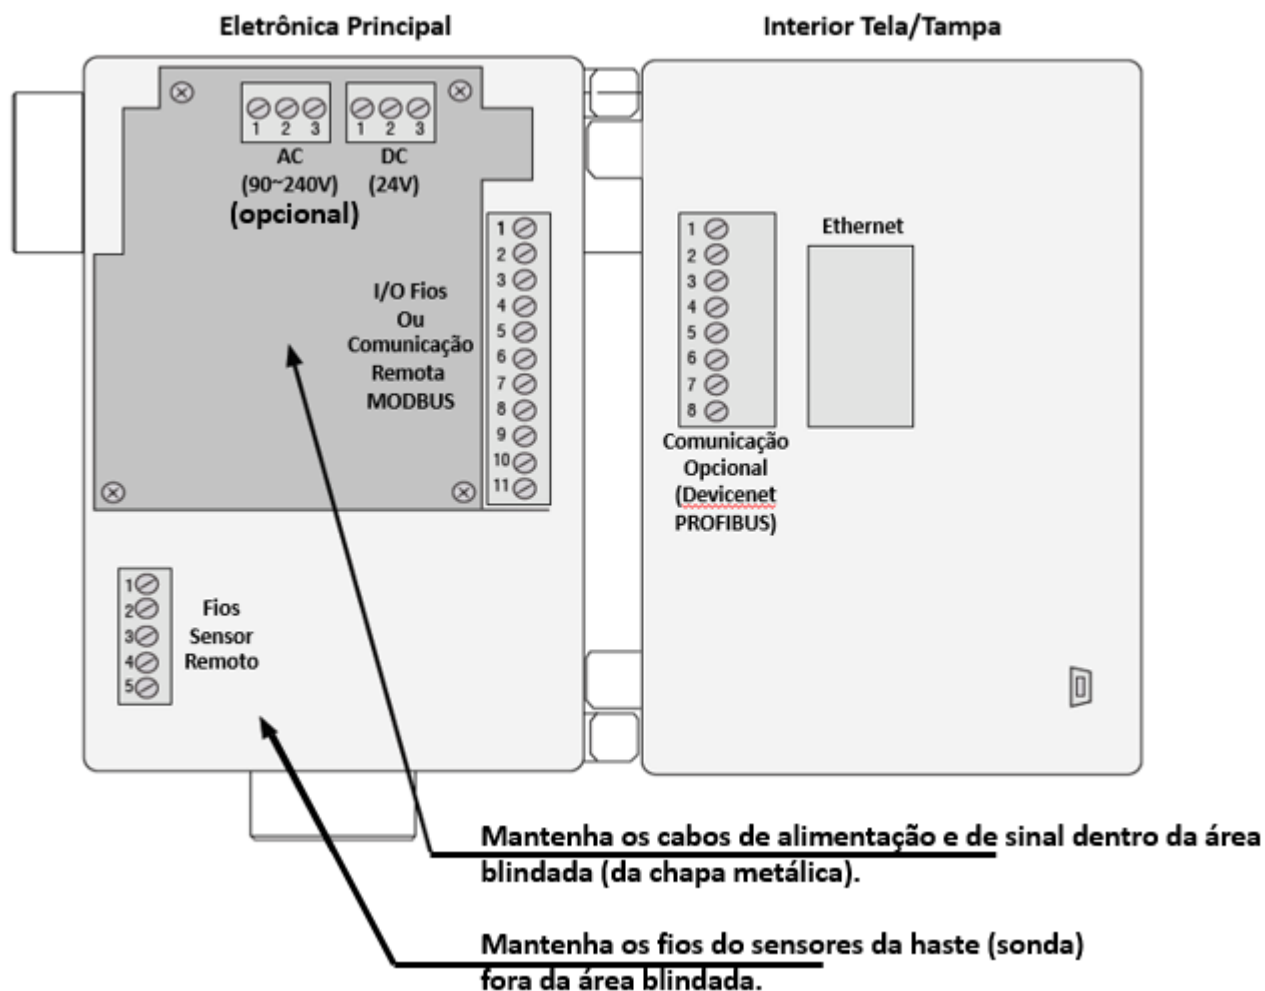 Eletrônica Principal
Interior Tela/Tampa
1 2 3
1 2 3
AC
(90~240V)
(opcional)
DC
(24V)
1
2
3
4
5
6
7
8
9
10
11
I/O Fios
Ou
Comunicação
Remota
MODBUS
1
2
3
4
5
6
7
8
Ethernet
Comunicação
Opcional
(Devicenet
PROFIBUS)
1
2
3
4
5
Fios
Sensor
Remoto
Mantenha os cabos de alimentação e de sinal dentro da área
blindada (da chapa metálica).
Mantenha os fios do sensores da haste (sonda)
fora da área blindada.